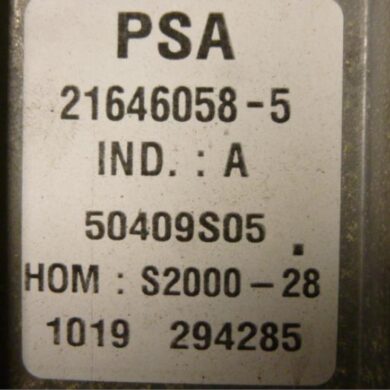 PSA
21646058-5
IND. : A
50409S05
HOM : S2000-28
1019 294285